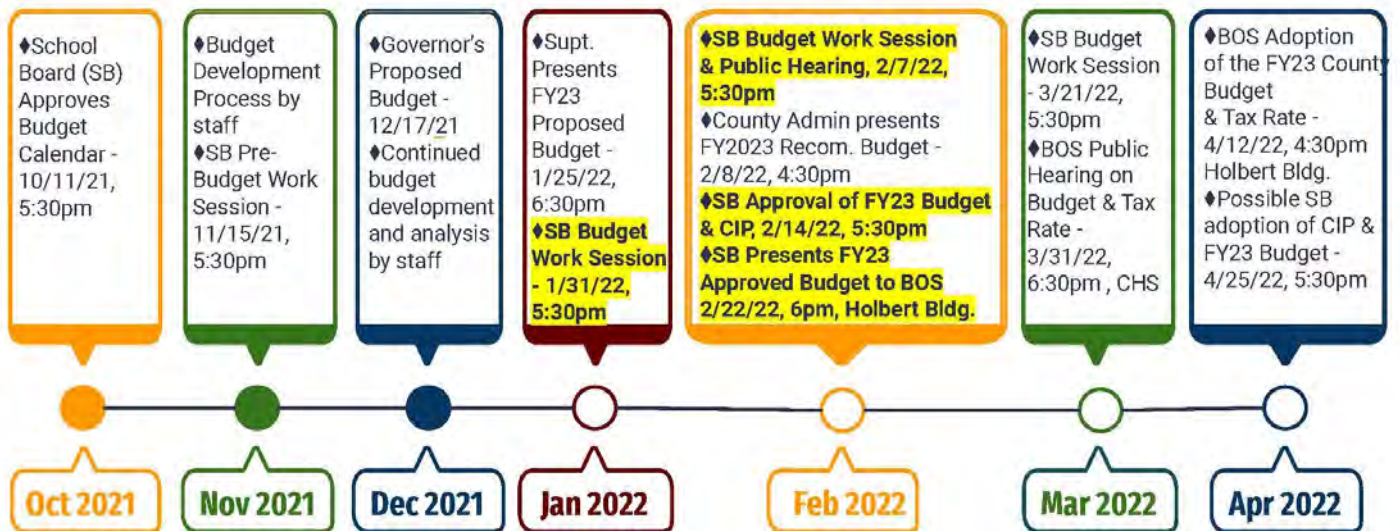 ♦School
Board (SB)
Approves
Budget
Calendar -
10/11/21,
5:30pm
♦Budget
Development
Process by
staff
♦SB Pre-
Budget Work
Session -
11/15/21,
5:30pm
♦Governor's
Proposed
Budget -
12/17/21
♦Continued
budget
development
and analysis
by staff
♦Supt.
Presents
FY23
Proposed
Budget -
1/25/22,
6:30pm
♦SB Budget
Work Session
- 1/31/22,
5:30pm
♦SB Budget Work Session
& Public Hearing, 2/7/22,
5:30pm
♦County Admin presents
FY2023 Recom. Budget -
2/8/22, 4:30pm
♦SB Approval of FY23 Budget
& CIP, 2/14/22, 5:30pm
♦SB Presents FY23
Approved Budget to BOS
2/22/22, 6pm, Holbert Bldg.
♦SB Budget
Work Session
- 3/21/22,
5:30pm
♦BOS Public
Hearing on
Budget & Tax
Rate -
3/31/22,
6:30pm , CHS
♦BOS Adoption
of the FY23 County
Budget
& Tax Rate -
4/12/22, 4:30pm
Holbert Bldg.
♦Possible SB
adoption of CIP &
FY23 Budget -
4/25/22, 5:30pm
Oct 2021
Nov 2021
Dec 2021
Jan 2022
Feb 2022
Mar 2022
Apr 2022